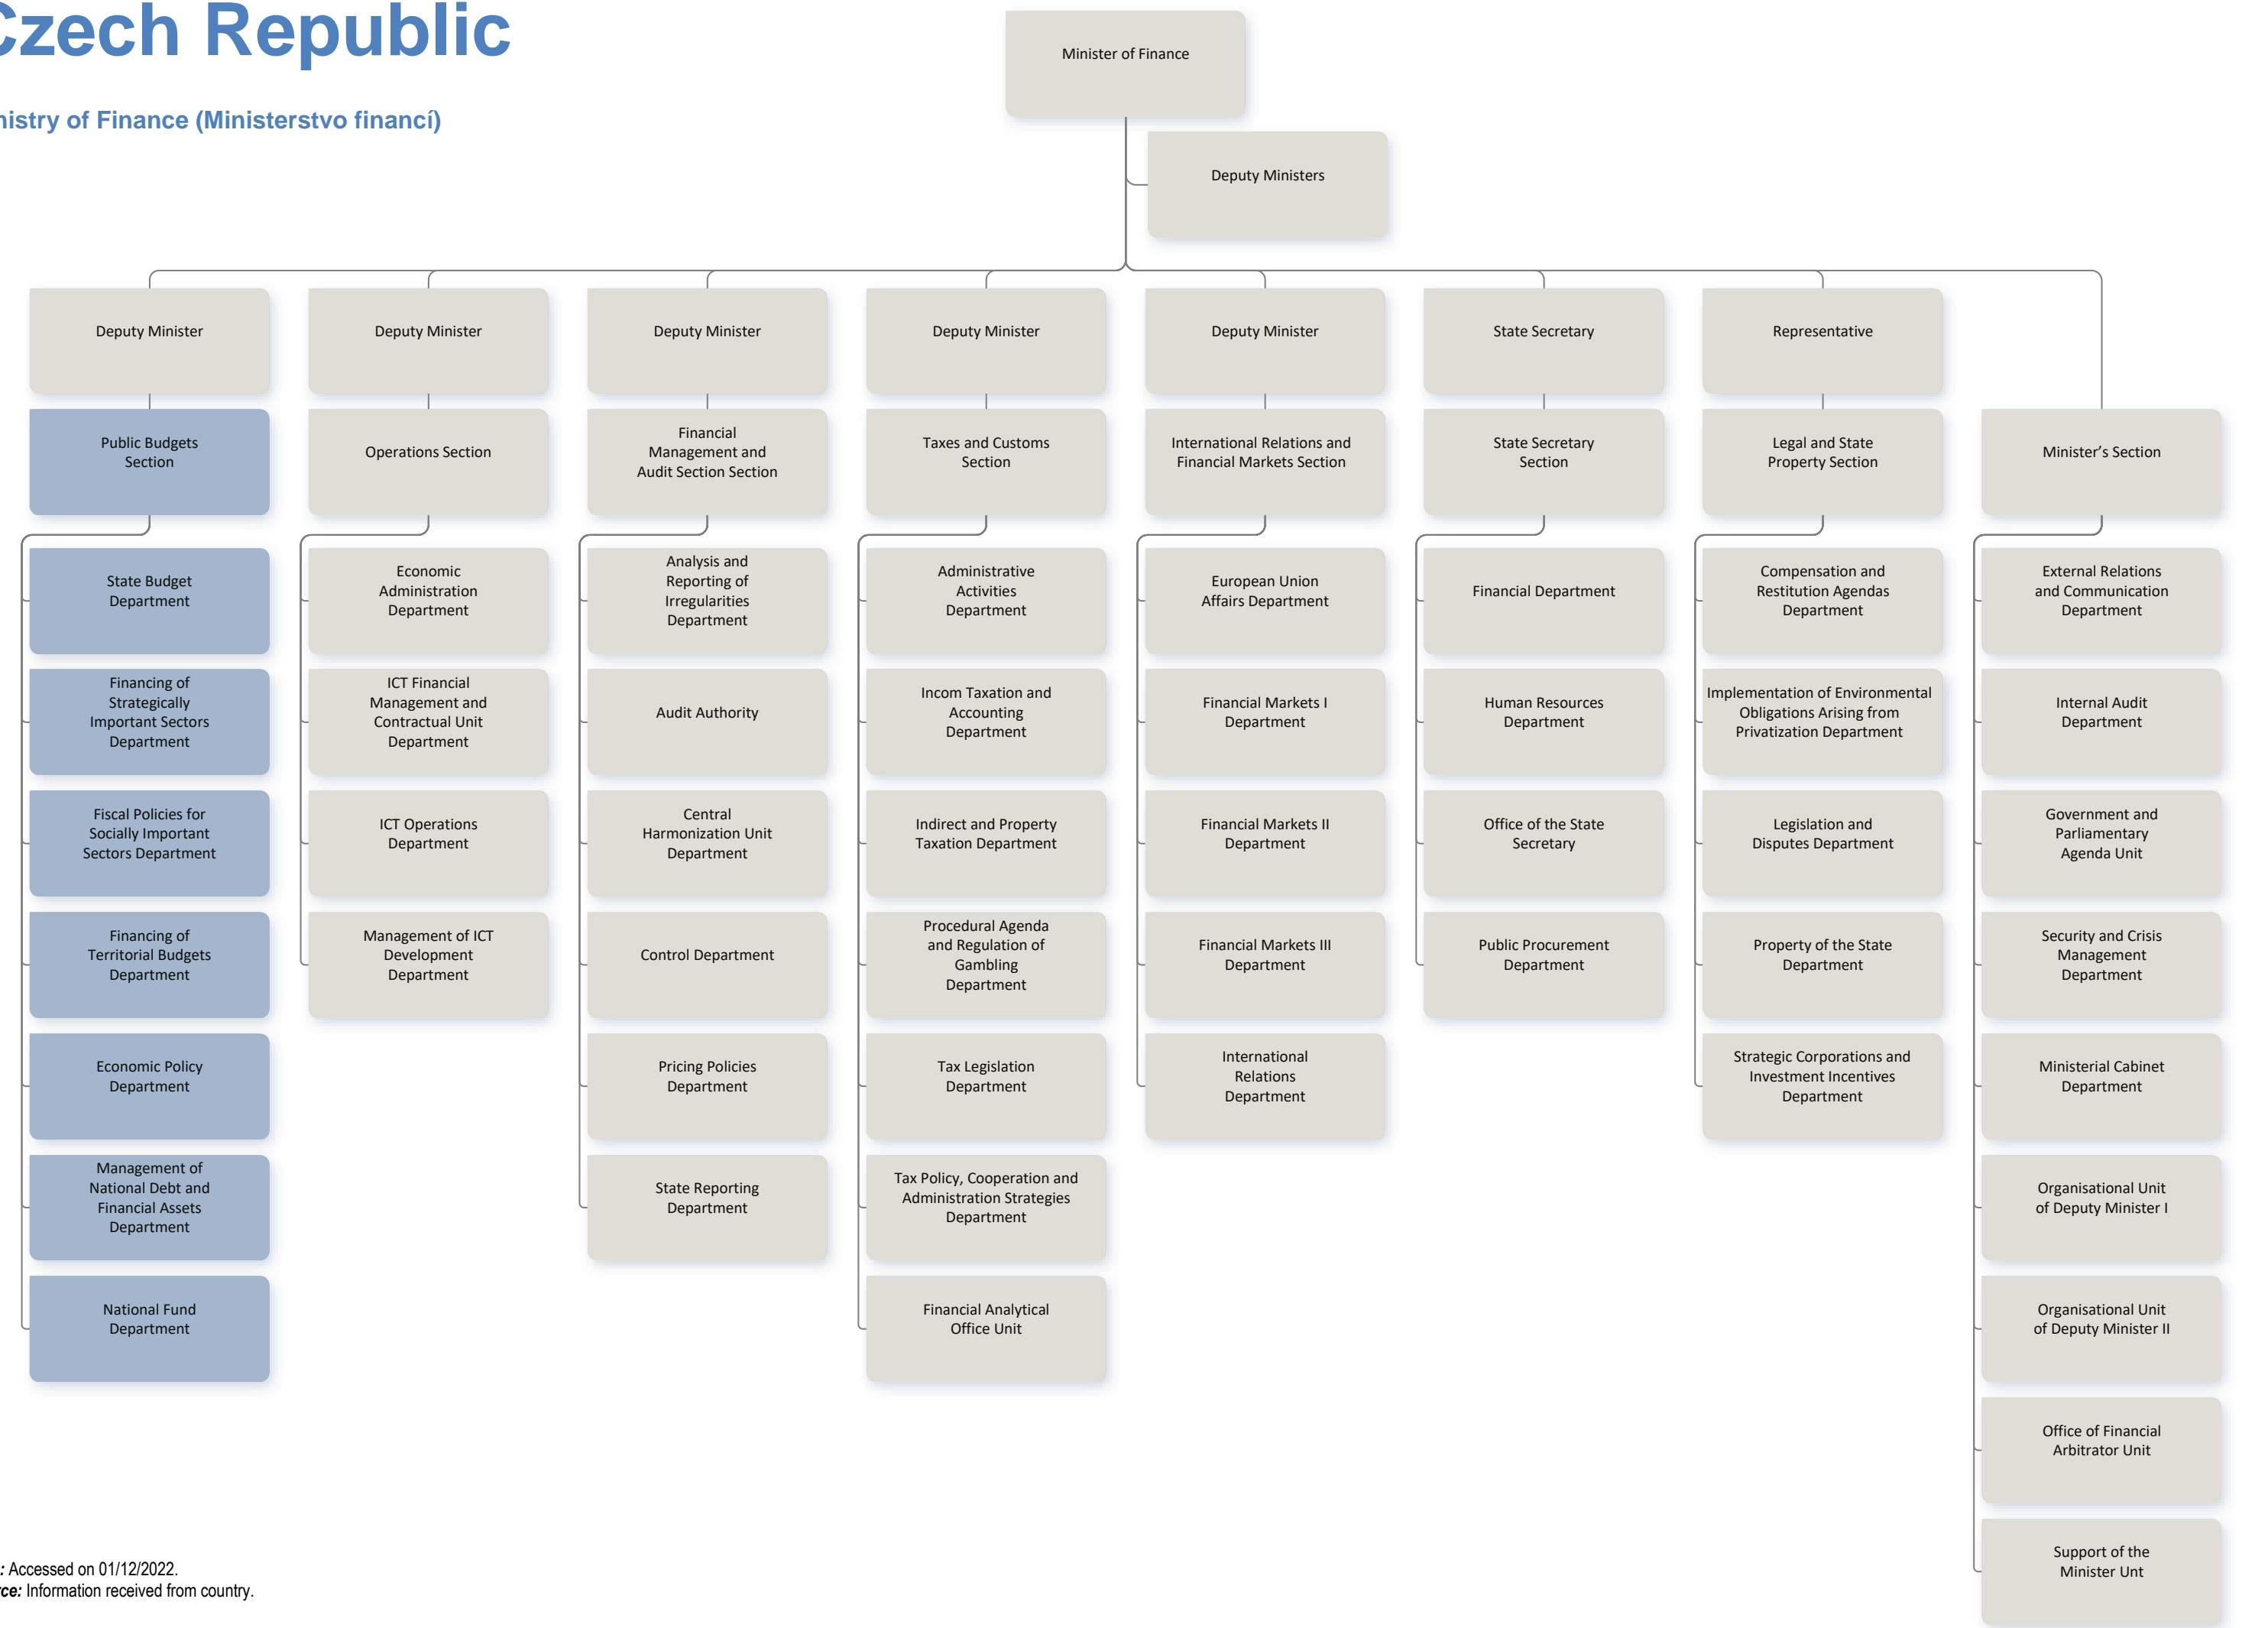 Czech Republic
nistry of Finance (Ministerstvo financí)
Minister of Finance
Deputy Ministers
Deputy Minister
Public Budgets
Section
State Budget
Department
Financing of
Strategically
Important Sectors
Department
Fiscal Policies for
Socially Important
Sectors Department
Financing of
Territorial Budgets
Department
Economic Policy
Department
Management of
National Debt and
Financial Assets
Department
National Fund
Department
Deputy Minister
Operations Section
Economic
Administration
Department
ICT Financial
Management and
Contractual Unit
Department
ICT Operations
Department
Management of ICT
Development
Department
Deputy Minister
Financial
Management and
Audit Section Section
Analysis and
Reporting of
Irregularities
Department
Audit Authority
Central
Harmonization Unit
Department
Control Department
Pricing Policies
Department
State Reporting
Department
Deputy Minister
Taxes and Customs
Section
Administrative
Activities
Department
Incom Taxation and
Accounting
Department
Indirect and Property
Taxation Department
Procedural Agenda
and Regulation of
Gambling
Department
Tax Legislation
Department
Tax Policy, Cooperation and
Administration Strategies
Department
Financial Analytical
Office Unit
Deputy Minister
International Relations and
Financial Markets Section
European Union
Affairs Department
Financial Markets I
Department
Financial Markets II
Department
Financial Markets III
Department
International
Relations
Department
State Secretary
State Secretary
Section
Financial Department
Human Resources
Department
Office of the State
Secretary
Public Procurement
Department
Representative
Legal and State
Property Section
Compensation and
Restitution Agendas
Department
Implementation of Environmental
Obligations Arising from
Privatization Department
Legislation and
Disputes Department
Property of the State
Department
Strategic Corporations and
Investment Incentives
Department
Minister’s Section
External Relations
and Communication
Department
Internal Audit
Department
Government and
Parliamentary
Agenda Unit
Security and Crisis
Management
Department
Ministerial Cabinet
Department
Organisational Unit
of Deputy Minister I
Organisational Unit
of Deputy Minister II
Office of Financial
Arbitrator Unit
Support of the
Minister Unt
: Accessed on 01/12/2022.
rce: Information received from country.